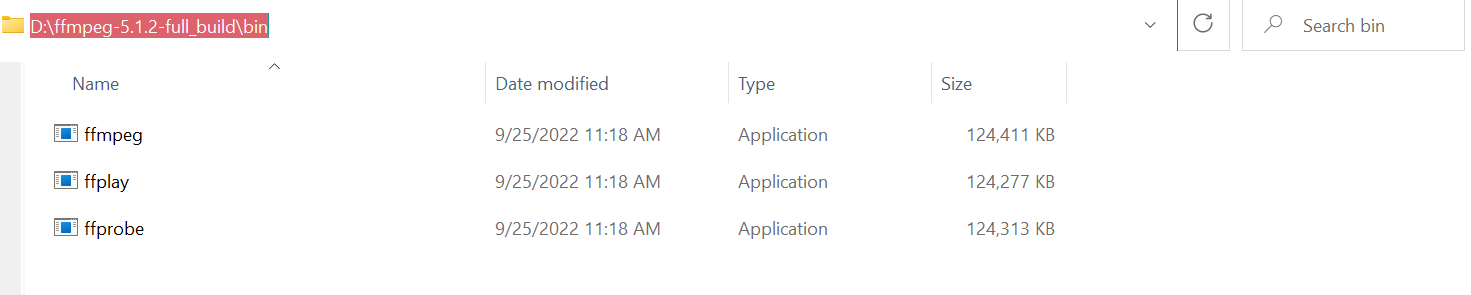 D:\ffmpeg-5.1.2-full_build\bin Search bin
Name Date modified Type Size
ffmpeg 9/25/2022 11:18 AM Application 124,411 KB
ffplay 9/25/2022 11:18 AM Application 124,277 KB
ffprobe 9/25/2022 11:18 AM Application 124,313 KB